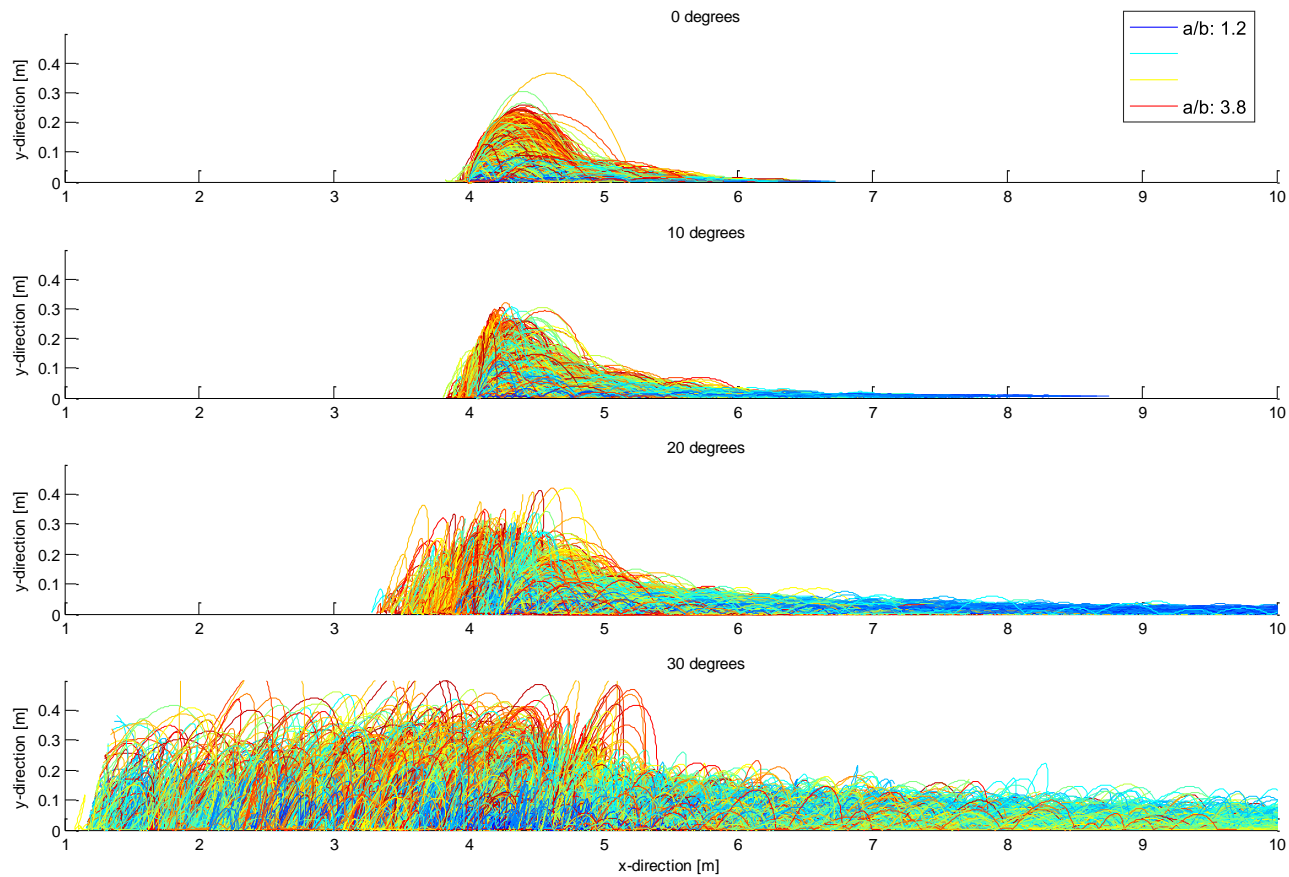 0 degrees
a/b: 1.2
a/b: 3.8
y-direction [m]
0.4
0.3
0.2
0.1
0
1 2 3 4 5 6 7 8 9 10
10 degrees
y-direction [m]
0.4
0.3
0.2
0.1
0
1 2 3 4 5 6 7 8 9 10
20 degrees
y-direction [m]
0.4
0.3
0.2
0.1
0
1 2 3 4 5 6 7 8 9 10
30 degrees
y-direction [m]
0.4
0.3
0.2
0.1
0
1 2 3 4 5 6 7 8 9 10
x-direction [m]